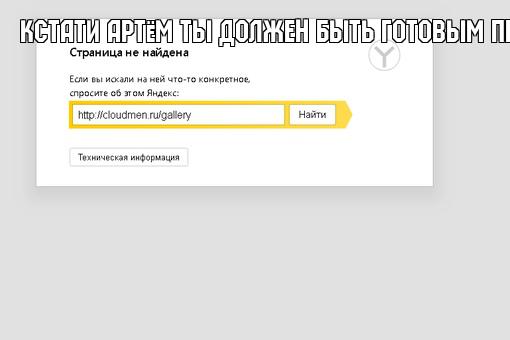 КСТАТИ АРТЁМ ТЫ ДОЛЖЕН БЫТЬ ГОТОВЫМ
Страница не найдена
Если вы искали на ней что-то конкретное,
спросите об этом Яндекс:
http://cloudmen.ru/gallery Найти
Техническая информация